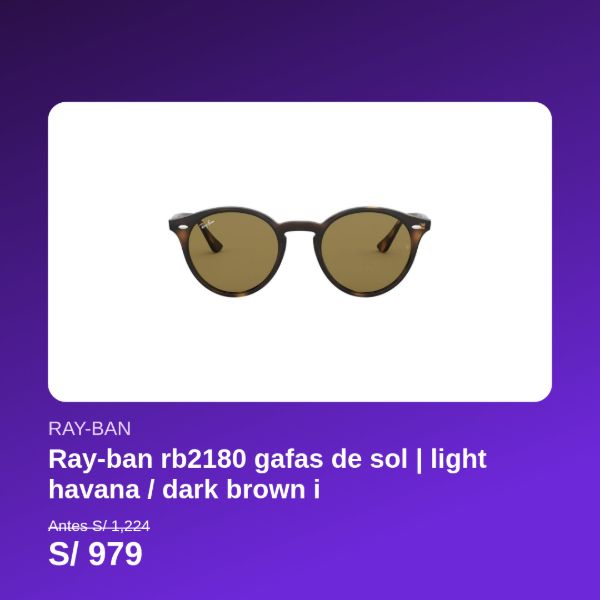 RAY-BAN
Ray-ban rb2180 gafas de sol | light
havana / dark brown i
Antes S/ 1,224
S/ 979